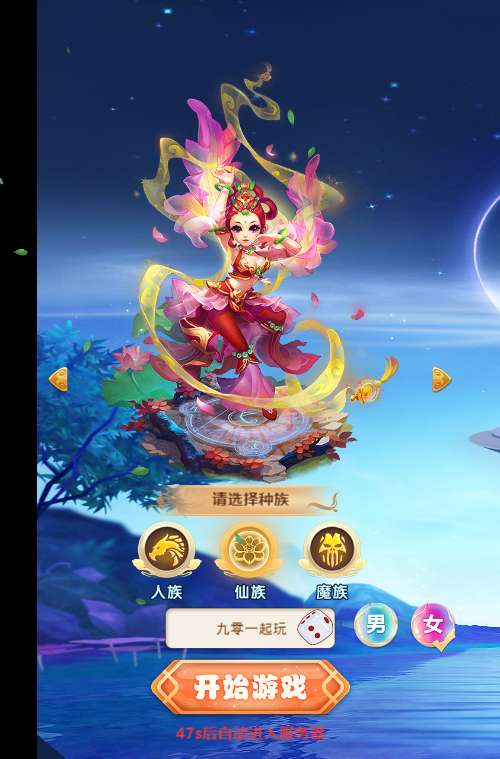 请选择种族
人族 仙族 魔族
九零一起玩
男 女
开始游戏
47s后自动进入服务器